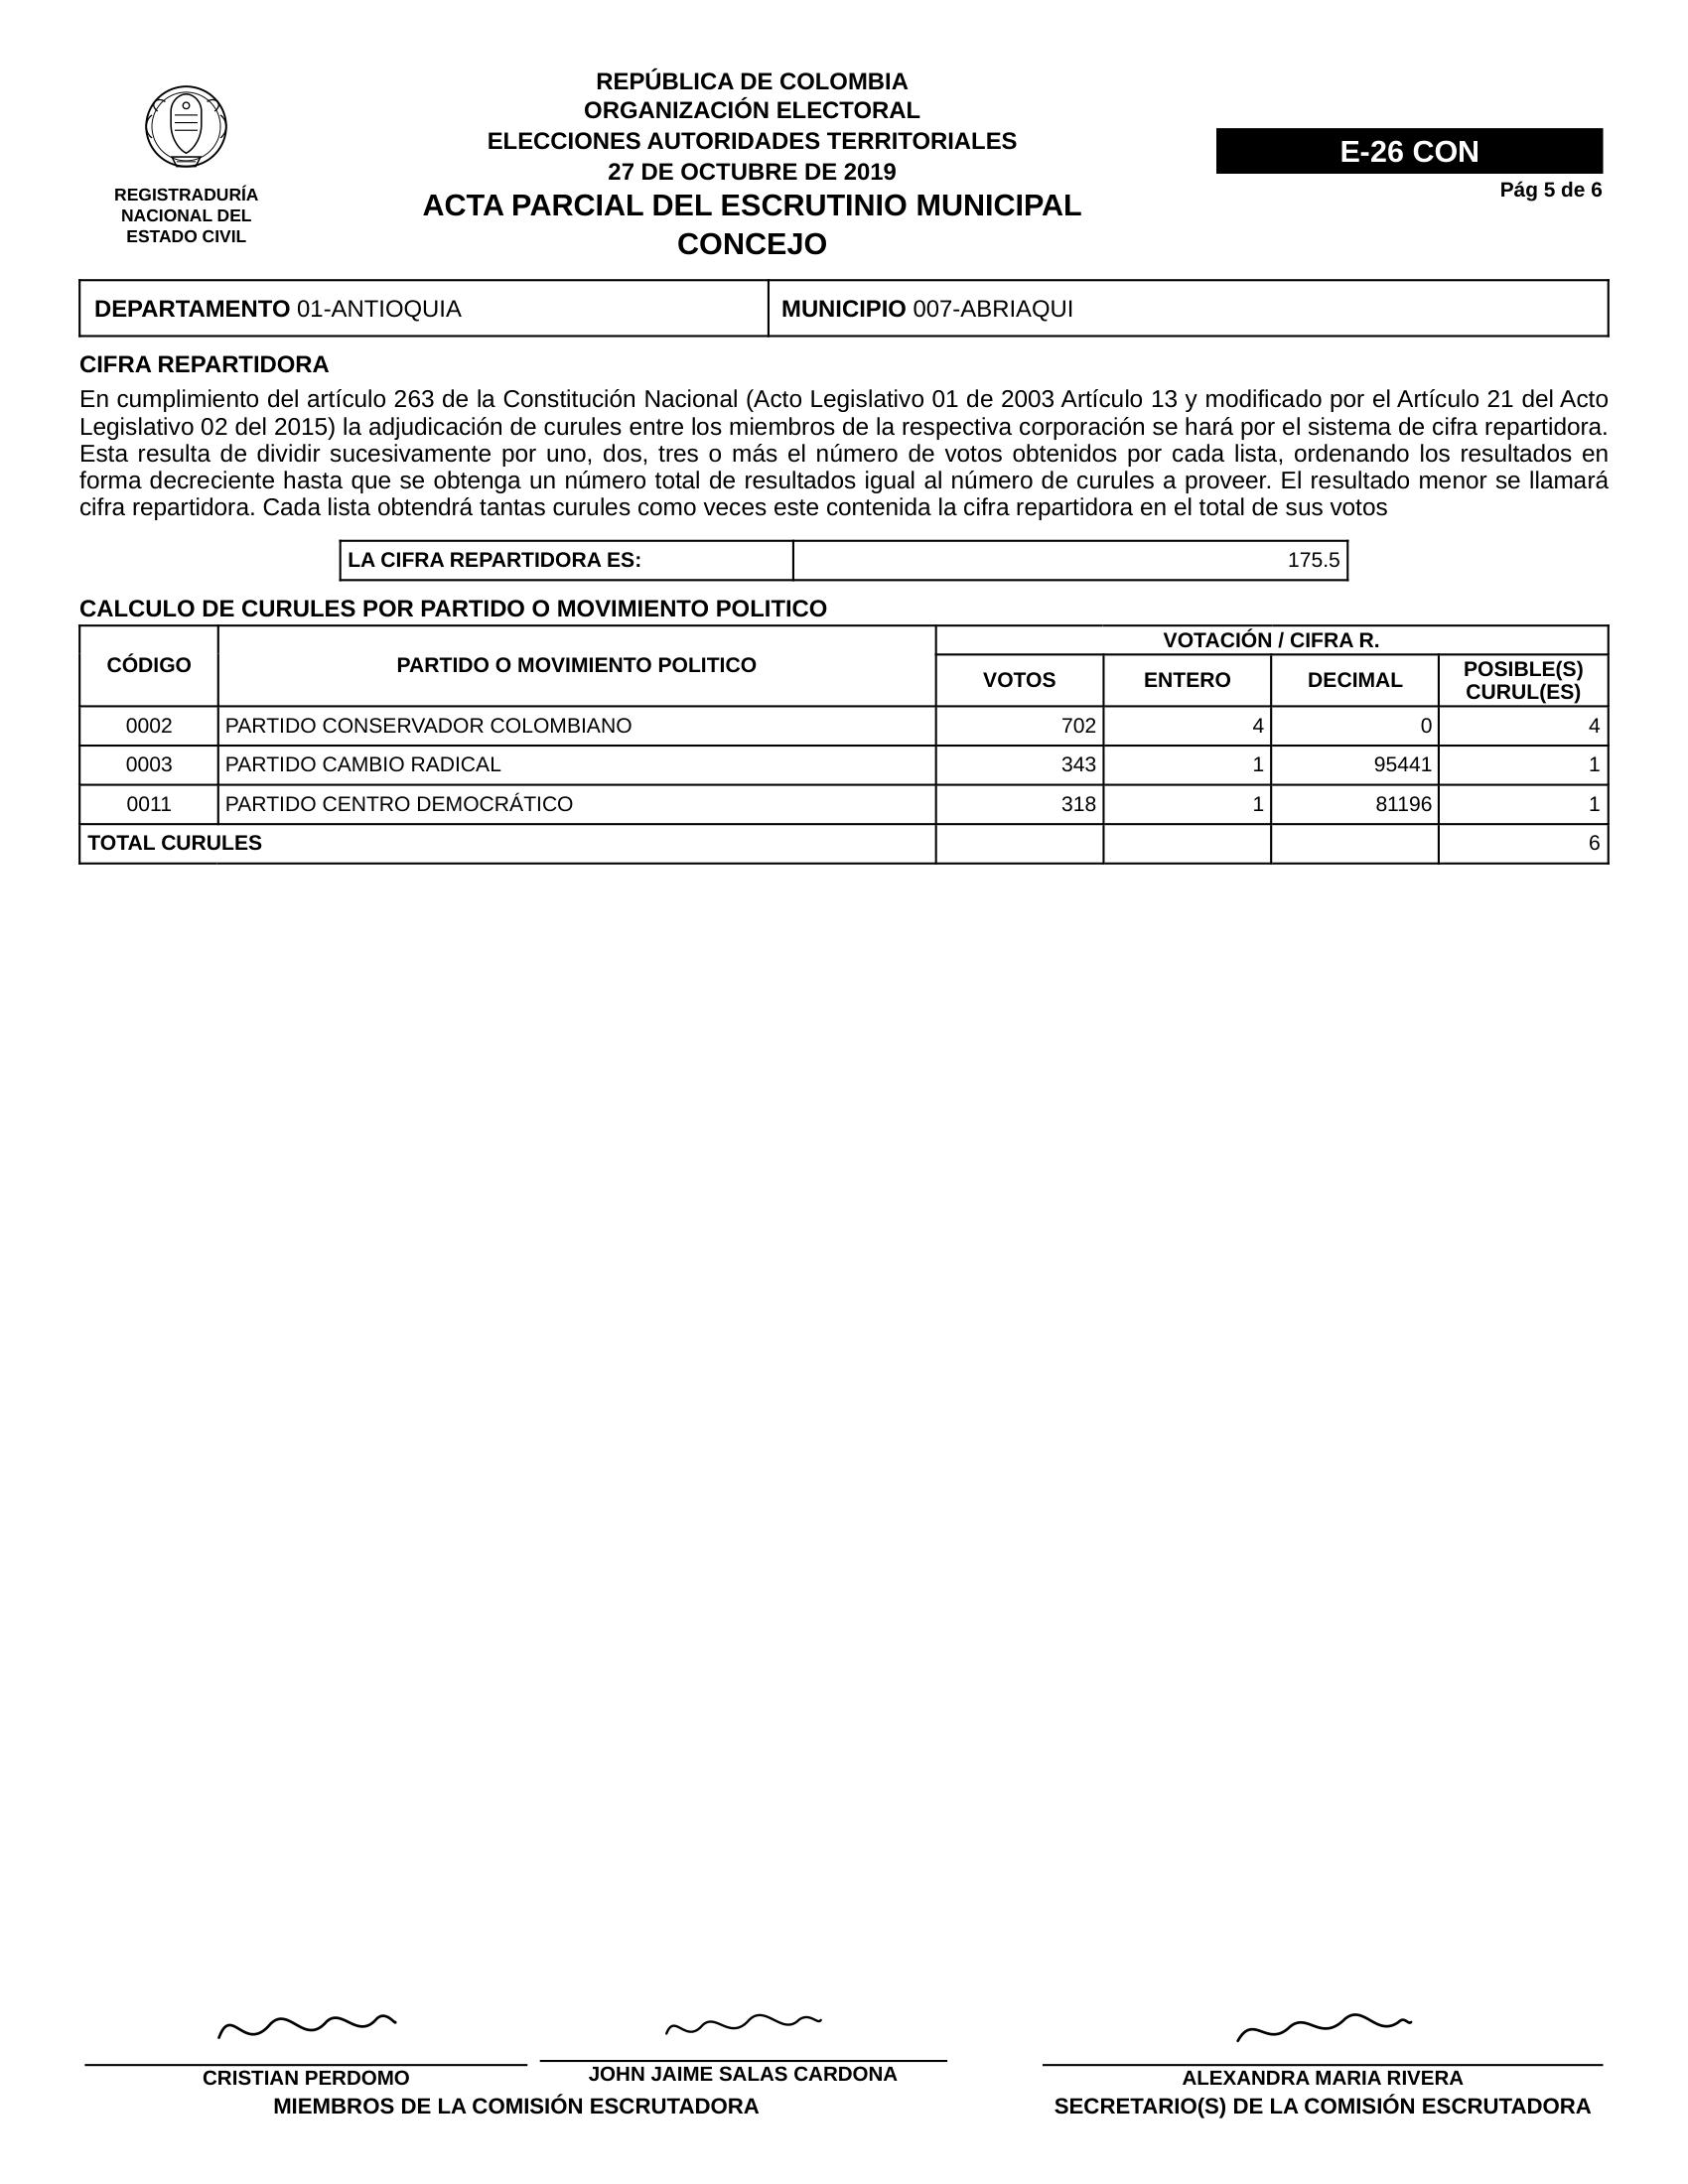 REPÚBLICA DE COLOMBIA
ORGANIZACIÓN ELECTORAL
ELECCIONES AUTORIDADES TERRITORIALES
27 DE OCTUBRE DE 2019
ACTA PARCIAL DEL ESCRUTINIO MUNICIPAL
CONCEJO
REGISTRADURÍA
NACIONAL DEL
ESTADO CIVIL
E-26 CON
Pág 5 de 6
DEPARTAMENTO 01-ANTIOQUIA MUNICIPIO 007-ABRIAQUI
CIFRA REPARTIDORA
En cumplimiento del artículo 263 de la Constitución Nacional (Acto Legislativo 01 de 2003 Artículo 13 y modificado por el Artículo 21 del Acto
Legislativo 02 del 2015) la adjudicación de curules entre los miembros de la respectiva corporación se hará por el sistema de cifra repartidora.
Esta resulta de dividir sucesivamente por uno, dos, tres o más el número de votos obtenidos por cada lista, ordenando los resultados en
forma decreciente hasta que se obtenga un número total de resultados igual al número de curules a proveer. El resultado menor se llamará
cifra repartidora. Cada lista obtendrá tantas curules como veces este contenida la cifra repartidora en el total de sus votos
LA CIFRA REPARTIDORA ES: 175.5
CALCULO DE CURULES POR PARTIDO O MOVIMIENTO POLITICO
CÓDIGO PARTIDO O MOVIMIENTO POLITICO VOTACIÓN / CIFRA R.
VOTOS ENTERO DECIMAL POSIBLE(S)
CURUL(ES)
0002 PARTIDO CONSERVADOR COLOMBIANO 702 4 0 4
0003 PARTIDO CAMBIO RADICAL 343 1 95441 1
0011 PARTIDO CENTRO DEMOCRÁTICO 318 1 81196 1
TOTAL CURULES 6
CRISTIAN PERDOMO JOHN JAIME SALAS CARDONA ALEXANDRA MARIA RIVERA
MIEMBROS DE LA COMISIÓN ESCRUTADORA SECRETARIO(S) DE LA COMISIÓN ESCRUTADORA